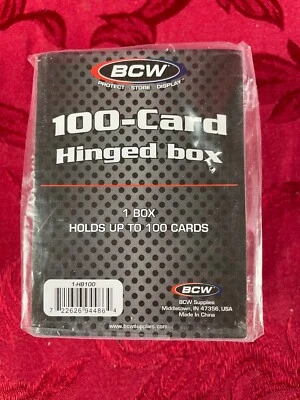 BCW
PROTECT STORE DISPLAY
100-Card
Hinged box
1 BOX
HOLDS UP TO 100 CARDS
1-HB100
7 22626 94486 4
BCW
BCW Supplies
Middletown, IN 47356, USA
Made In China
www.bcwsupplies.com